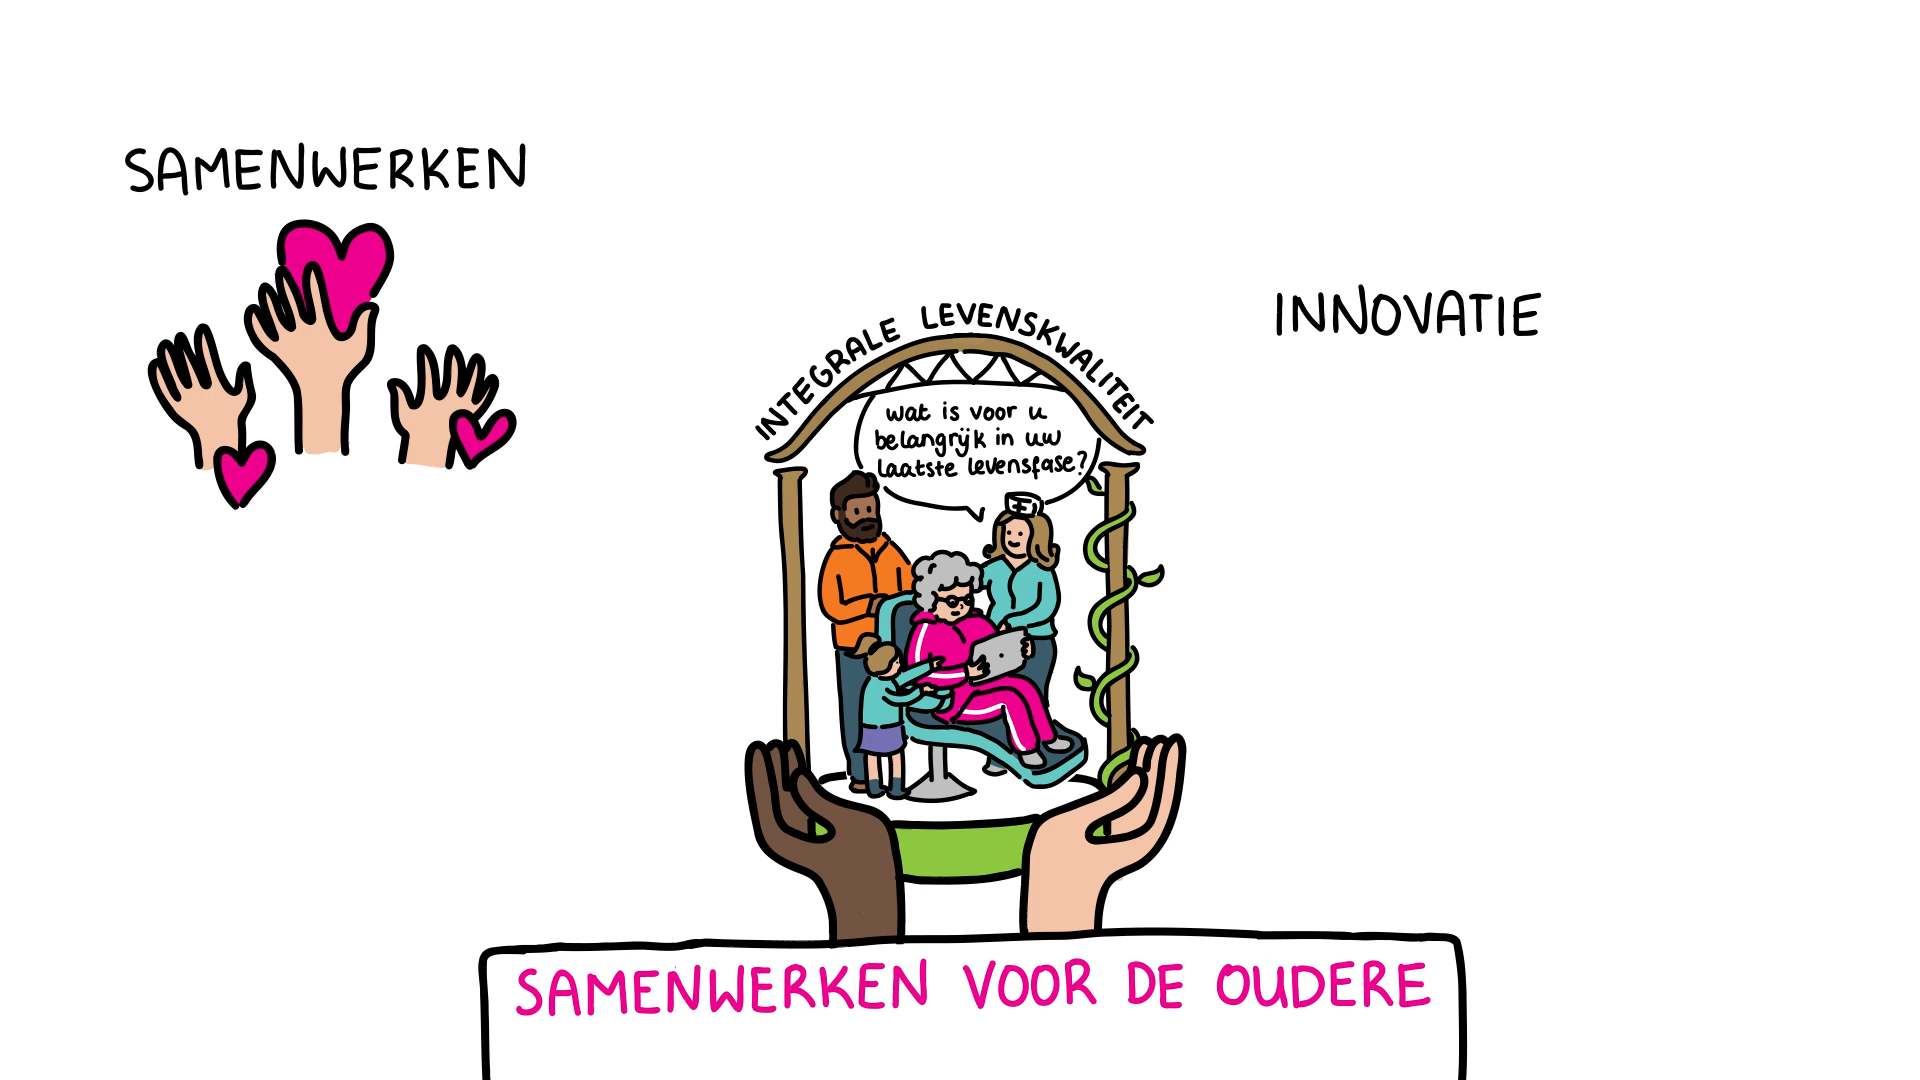 SAMENWERKEN
INNOVATIE
INTEGRALE LEVENSKWALITEIT
wat is voor u
belangrijk in uw
laatste levensfase?
SAMENWERKEN VOOR DE OUDERE